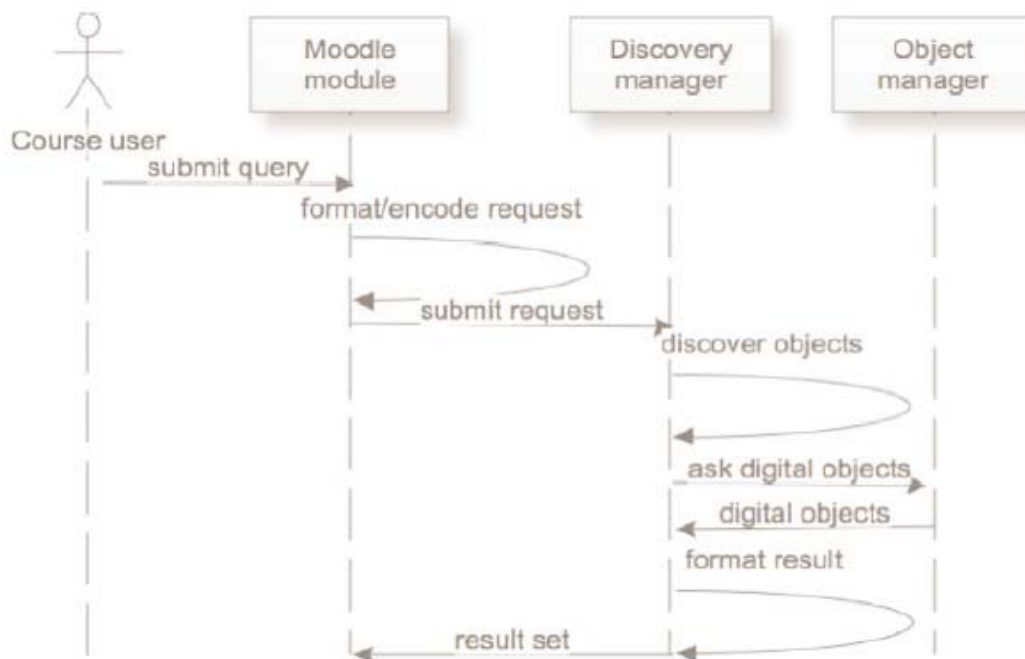 Moodle
module
Discovery
manager
Object
manager
Course user
submit query
format/encode request
submit request
discover objects
ask digital objects
digital objects
format result
result set